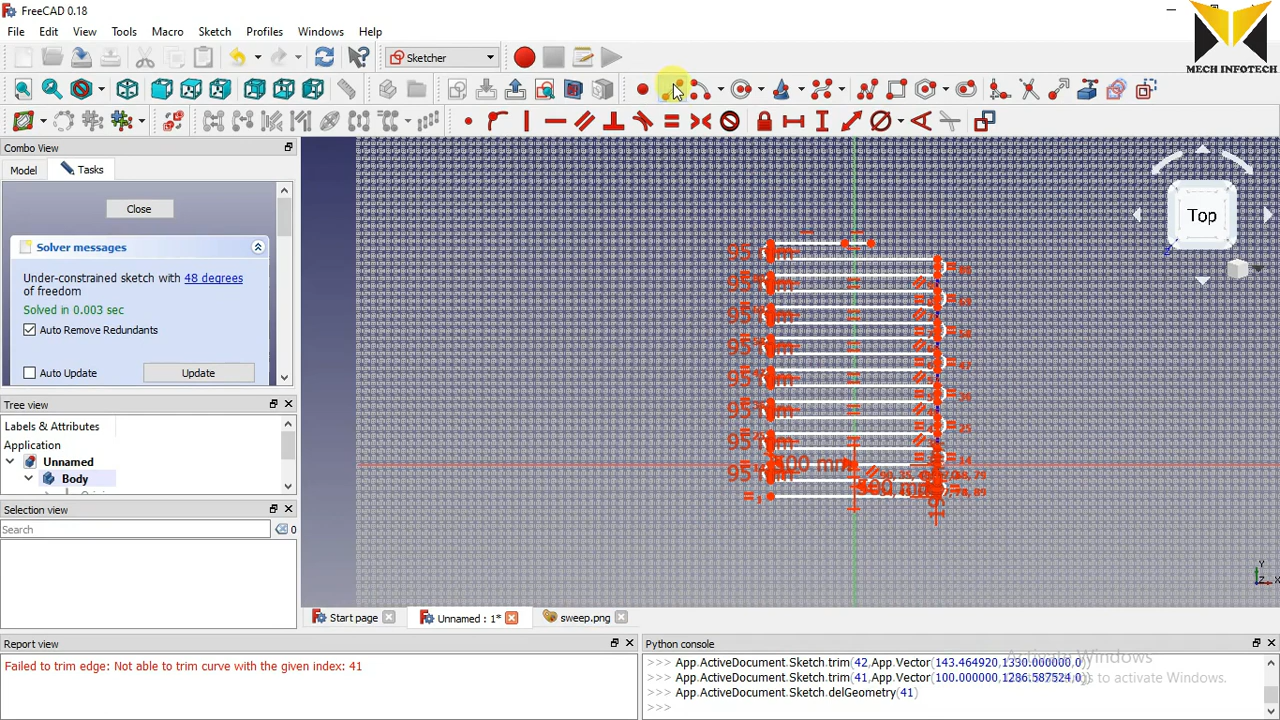 FreeCAD 0.18
File Edit View Tools Macro Sketch Profiles Windows Help
MECH INFOTECH
Sketcher
Combo View
Model Tasks
Close
Solver messages
Under-constrained sketch with 48 degrees
of freedom
Solved in 0.003 sec
Auto Remove Redundants
Auto Update Update
Tree view
Labels & Attributes
Application
Unnamed
Body
Selection view
Search 0
Top
Y
Z X
Start page Unnamed : 1* sweep.png
Report view
Failed to trim edge: Not able to trim curve with the given index: 41
Python console
>>> App.ActiveDocument.Sketch.trim(42,App.Vector(143.464920,1330.000000,0))
>>> App.ActiveDocument.Sketch.trim(41,App.Vector(100.000000,1286.587524,0))
>>> App.ActiveDocument.Sketch.delGeometry(41)
>>>
Activate Windows
to activate Windows.